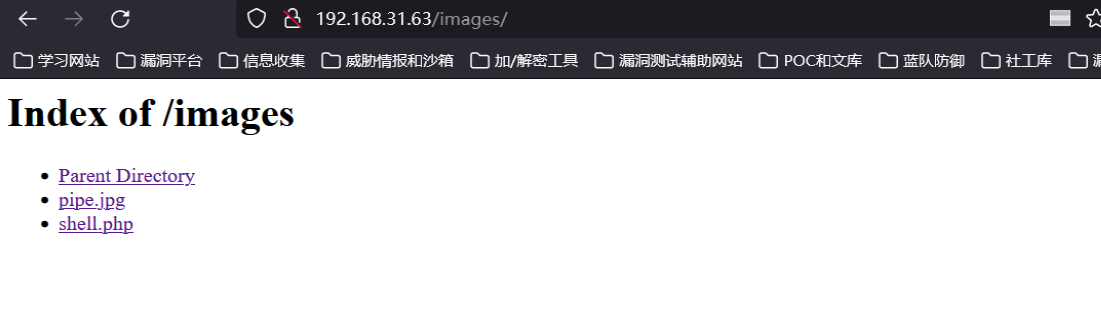 192.168.31.63/images/
学习网站 漏洞平台 信息收集 威胁情报和沙箱 加/解密工具 漏洞测试辅助网站 POC和文库 蓝队防御 社工库
Index of /images
Parent Directory
pipe.jpg
shell.php